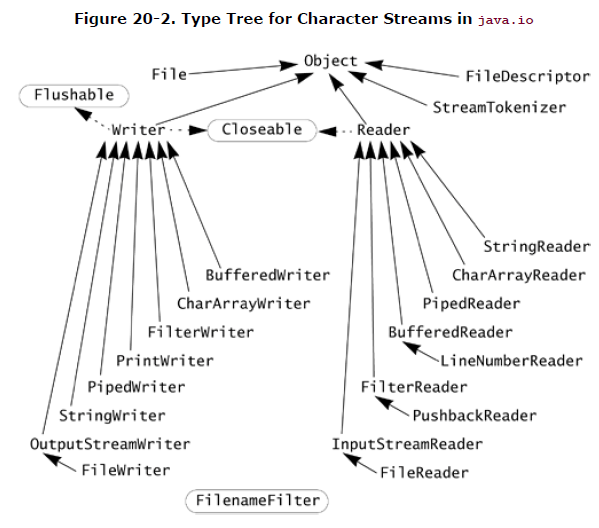 Figure 20-2. Type Tree for Character Streams in java.io
Object
File
FileDescriptor
Flushable
StreamTokenizer
Writer
Closeable
Reader
StringReader
BufferedWriter
CharArrayReader
CharArrayWriter
PipedReader
FilterWriter
BufferedReader
PrintWriter
LineNumberReader
PipedWriter
FilterReader
StringWriter
PushbackReader
OutputStreamWriter
InputStreamReader
FileWriter
FileReader
FilenameFilter